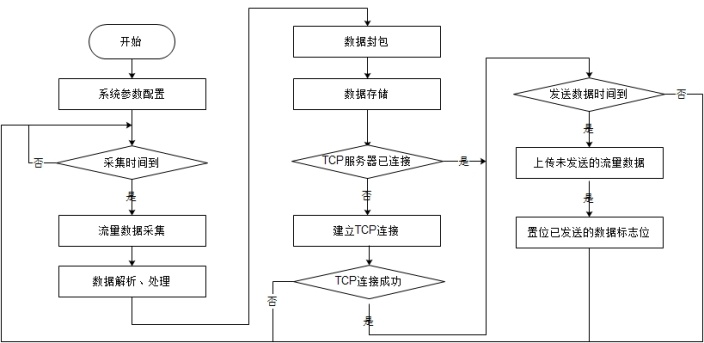 开始
系统参数配置
采集时间到
否
是
流量数据采集
数据解析、处理
数据封包
数据存储
TCP服务器已连接
是
否
建立TCP连接
TCP连接成功
否
是
发送数据时间到
否
是
上传未发送的流量数据
是
置位已发送的数据标志位